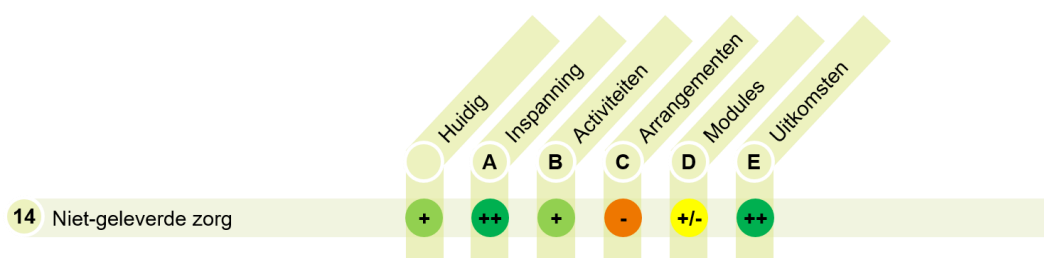 Huidig
Inspanning
Activiteiten
Arrangementen
Modules
Uitkomsten
A B C D E
14 Niet-geleverde zorg + ++ + - +/- ++